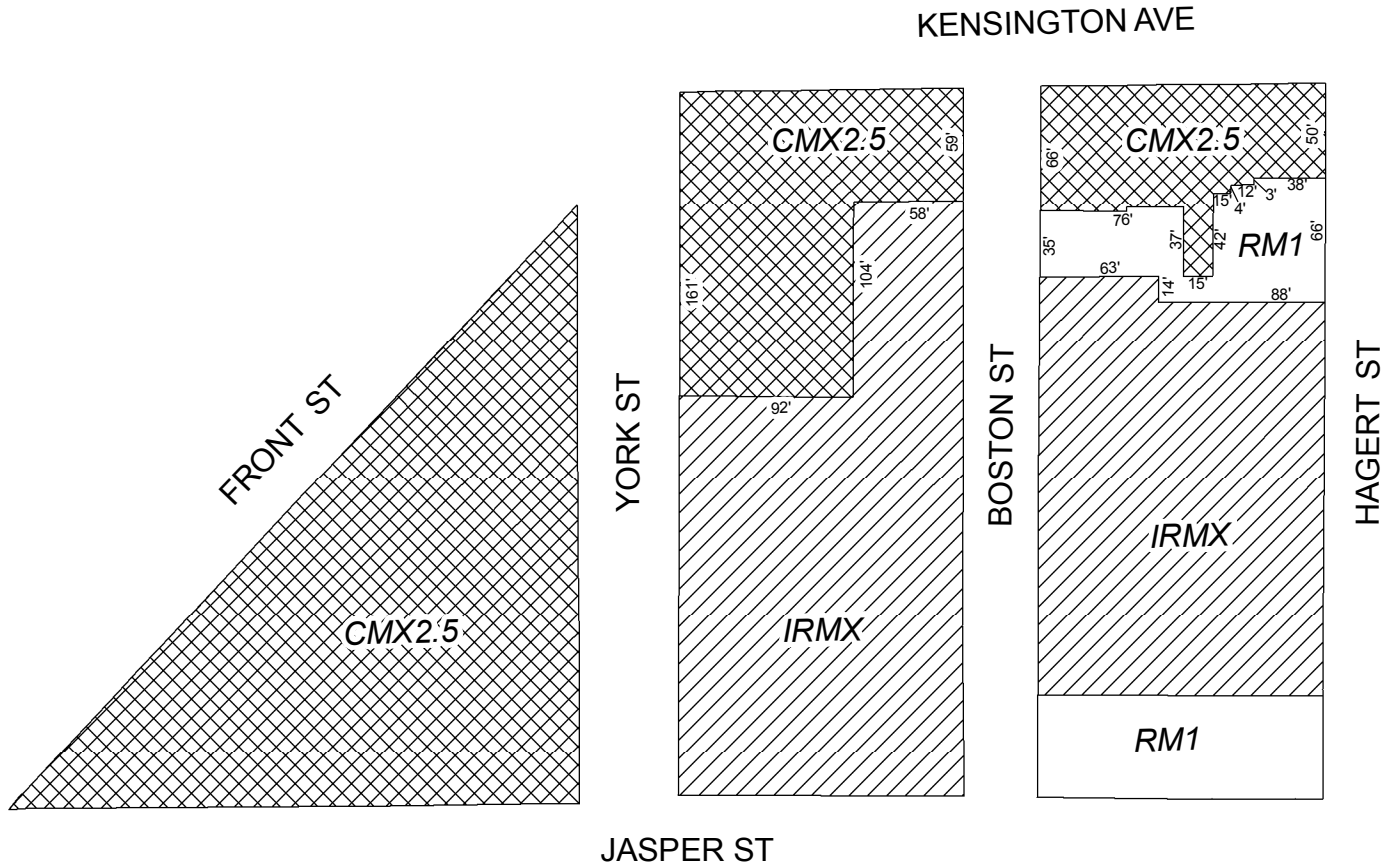 KENSINGTON AVE
CMX2.5
59'
161'
104'
58'
92'
IRMX
CMX2.5
66'
50'
38'
3'
12'
15'
4'
76'
37'
42'
35'
RM1
66'
63'
14'
15'
88'
IRMX
RM1
FRONT ST
CMX2.5
YORK ST
BOSTON ST
HAGERT ST
JASPER ST